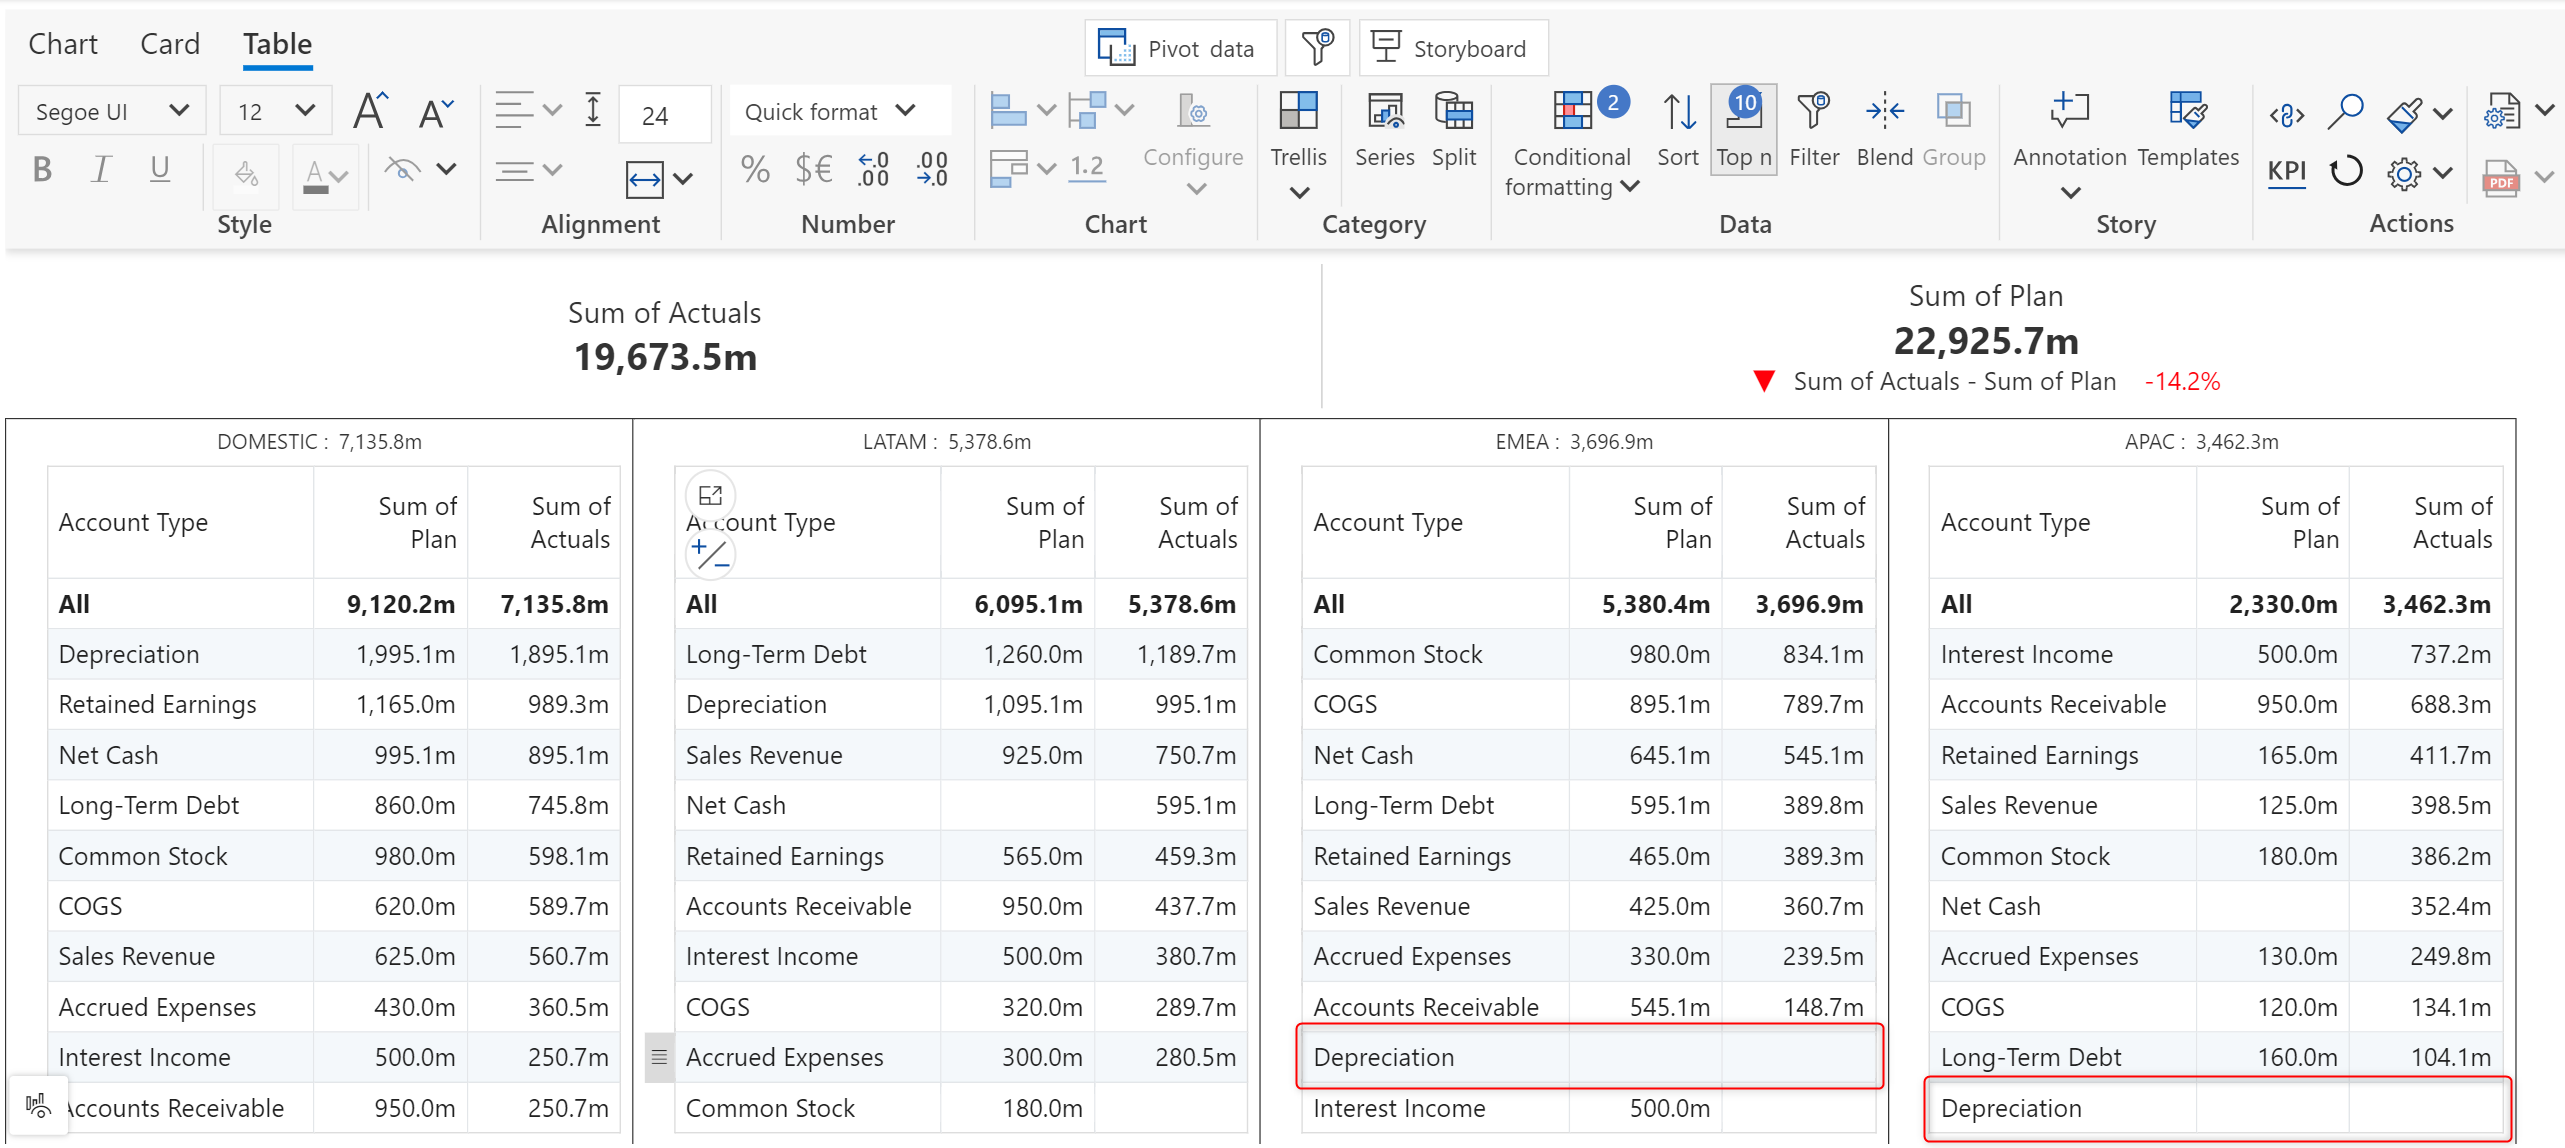 Chart Card Table
Pivot data Storyboard
Segoe UI 12 A A 24 Quick format 2 10
B I U A % $€ .0 .00 .00 .0 1.2 Configure Trellis Series Split Conditional formatting Sort Top n Filter Blend Group Annotation Templates KPI PDF
Style Alignment Number Chart Category Data Story Actions
Sum of Actuals
19,673.5m
Sum of Plan
22,925.7m
▼ Sum of Actuals - Sum of Plan -14.2%
DOMESTIC : 7,135.8m
Account Type Sum of Plan Sum of Actuals
All 9,120.2m 7,135.8m
Depreciation 1,995.1m 1,895.1m
Retained Earnings 1,165.0m 989.3m
Net Cash 995.1m 895.1m
Long-Term Debt 860.0m 745.8m
Common Stock 980.0m 598.1m
COGS 620.0m 589.7m
Sales Revenue 625.0m 560.7m
Accrued Expenses 430.0m 360.5m
Interest Income 500.0m 250.7m
Accounts Receivable 950.0m 250.7m
LATAM : 5,378.6m
Account Type Sum of Plan Sum of Actuals
All 6,095.1m 5,378.6m
Long-Term Debt 1,260.0m 1,189.7m
Depreciation 1,095.1m 995.1m
Sales Revenue 925.0m 750.7m
Net Cash 595.1m
Retained Earnings 565.0m 459.3m
Accounts Receivable 950.0m 437.7m
Interest Income 500.0m 380.7m
COGS 320.0m 289.7m
Accrued Expenses 300.0m 280.5m
Common Stock 180.0m
EMEA : 3,696.9m
Account Type Sum of Plan Sum of Actuals
All 5,380.4m 3,696.9m
Common Stock 980.0m 834.1m
COGS 895.1m 789.7m
Net Cash 645.1m 545.1m
Long-Term Debt 595.1m 389.8m
Retained Earnings 465.0m 389.3m
Sales Revenue 425.0m 360.7m
Accrued Expenses 330.0m 239.5m
Accounts Receivable 545.1m 148.7m
Depreciation
Interest Income 500.0m
APAC : 3,462.3m
Account Type Sum of Plan Sum of Actuals
All 2,330.0m 3,462.3m
Interest Income 500.0m 737.2m
Accounts Receivable 950.0m 688.3m
Retained Earnings 165.0m 411.7m
Sales Revenue 125.0m 398.5m
Common Stock 180.0m 386.2m
Net Cash 352.4m
Accrued Expenses 130.0m 249.8m
COGS 120.0m 134.1m
Long-Term Debt 160.0m 104.1m
Depreciation